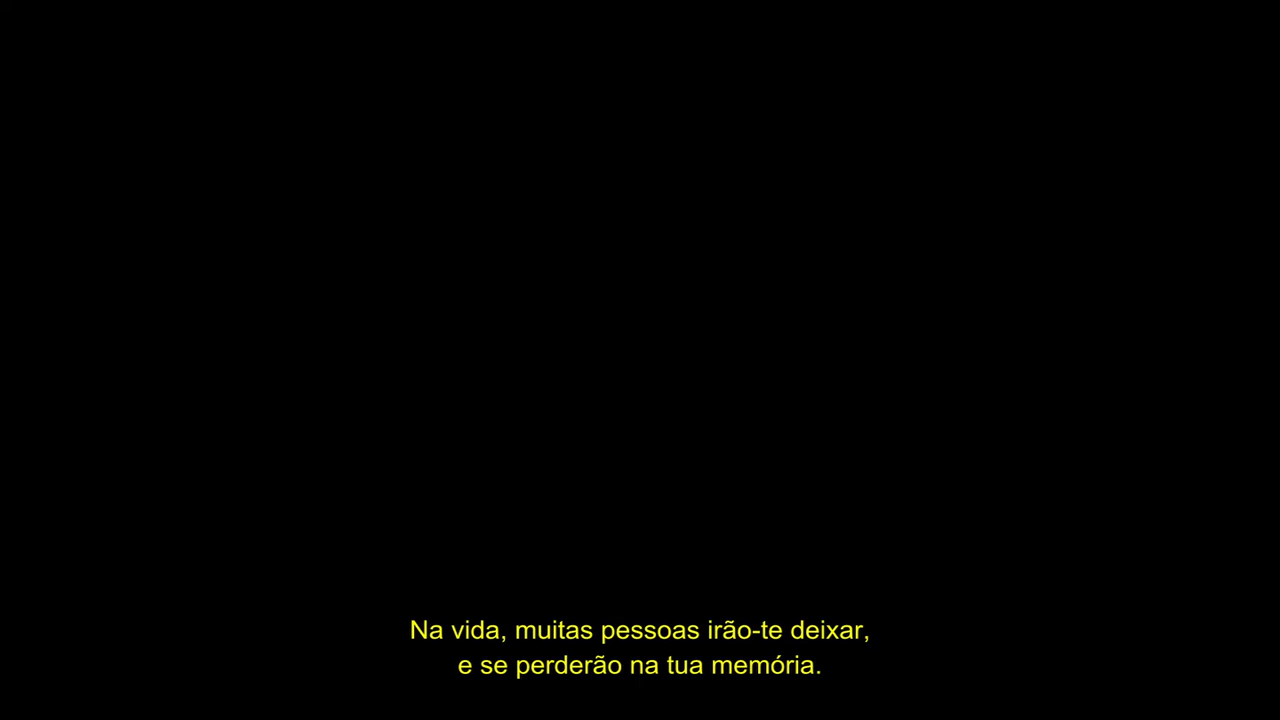 Na vida, muitas pessoas irão-te deixar,
e se perderão na tua memória.